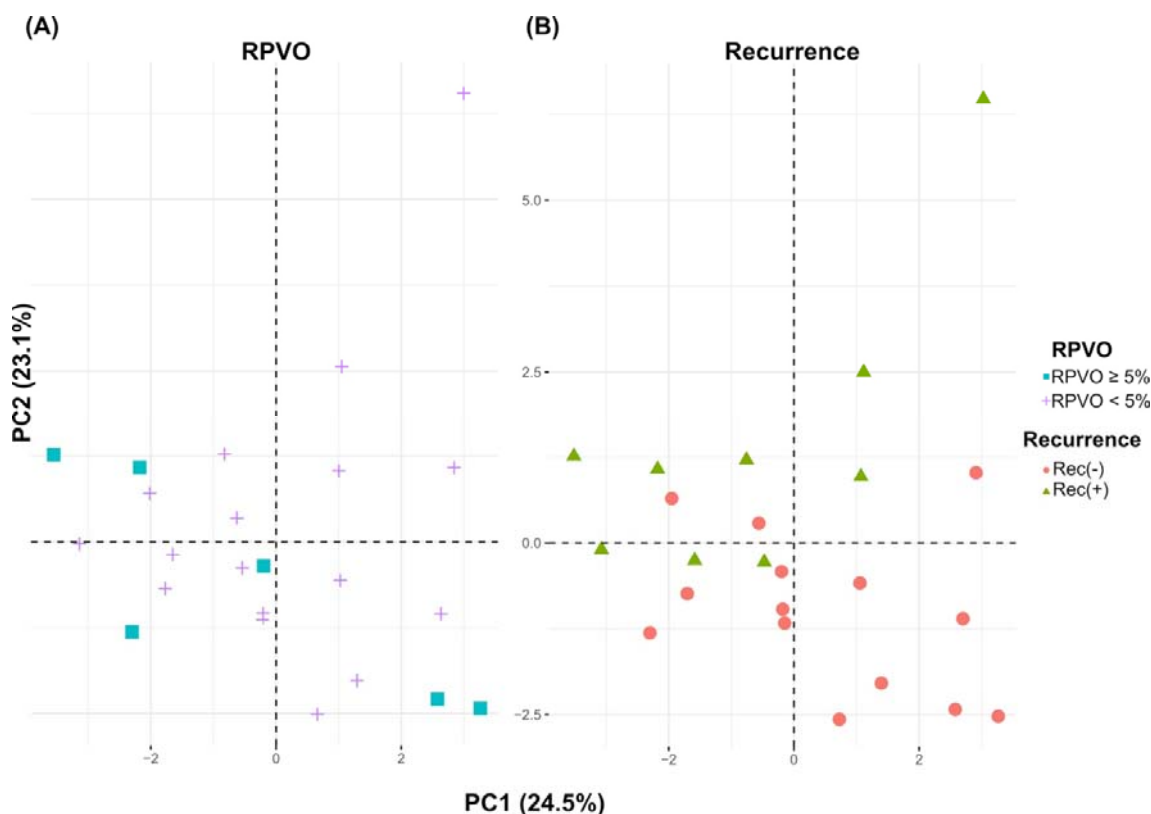 (A)
RPVO
(B)
Recurrence
PC2 (23.1%)
5.0
2.5
0.0
−2.5
−2
0
2
−2
0
2
PC1 (24.5%)
RPVO
RPVO ≥ 5%
RPVO < 5%
Recurrence
Rec(-)
Rec(+)